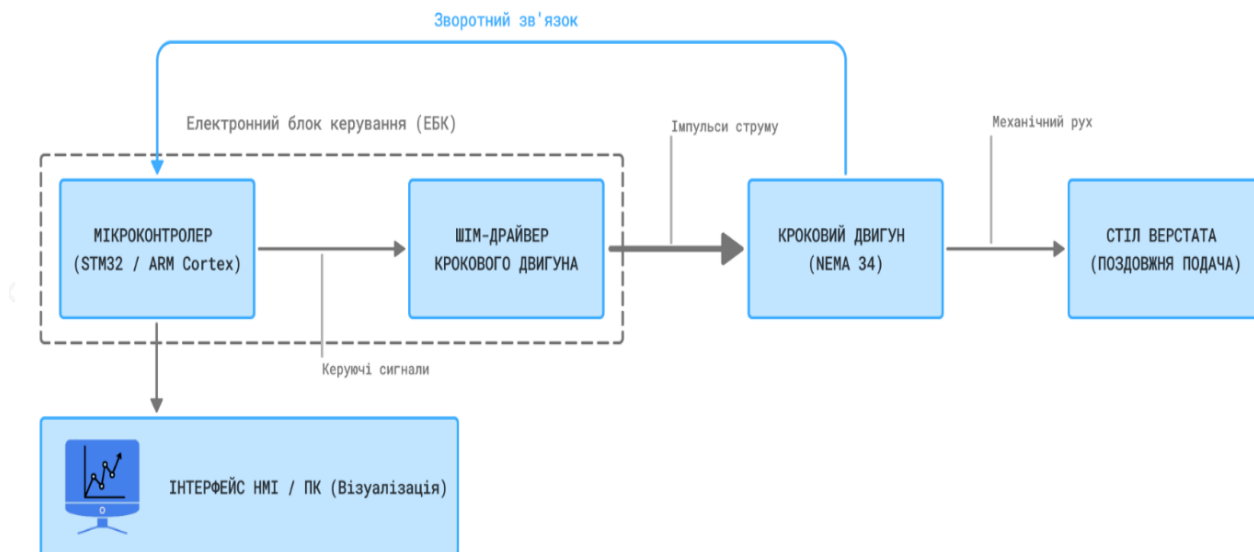 Зворотний зв'язок
Електронний блок керування (ЕБК)
Імпульси струму
Механічний рух
МІКРОКОНТРОЛЕР
(STM32 / ARM Cortex)
ШІМ-ДРАЙВЕР
КРОКОВОГО ДВИГУНА
КРОКОВИЙ ДВИГУН
(NEMA 34)
СТІЛ ВЕРСТАТА
(ПОЗДОВЖНЯ ПОДАЧА)
Керуючі сигнали
ІНТЕРФЕЙС HMI / ПК (Візуалізація)